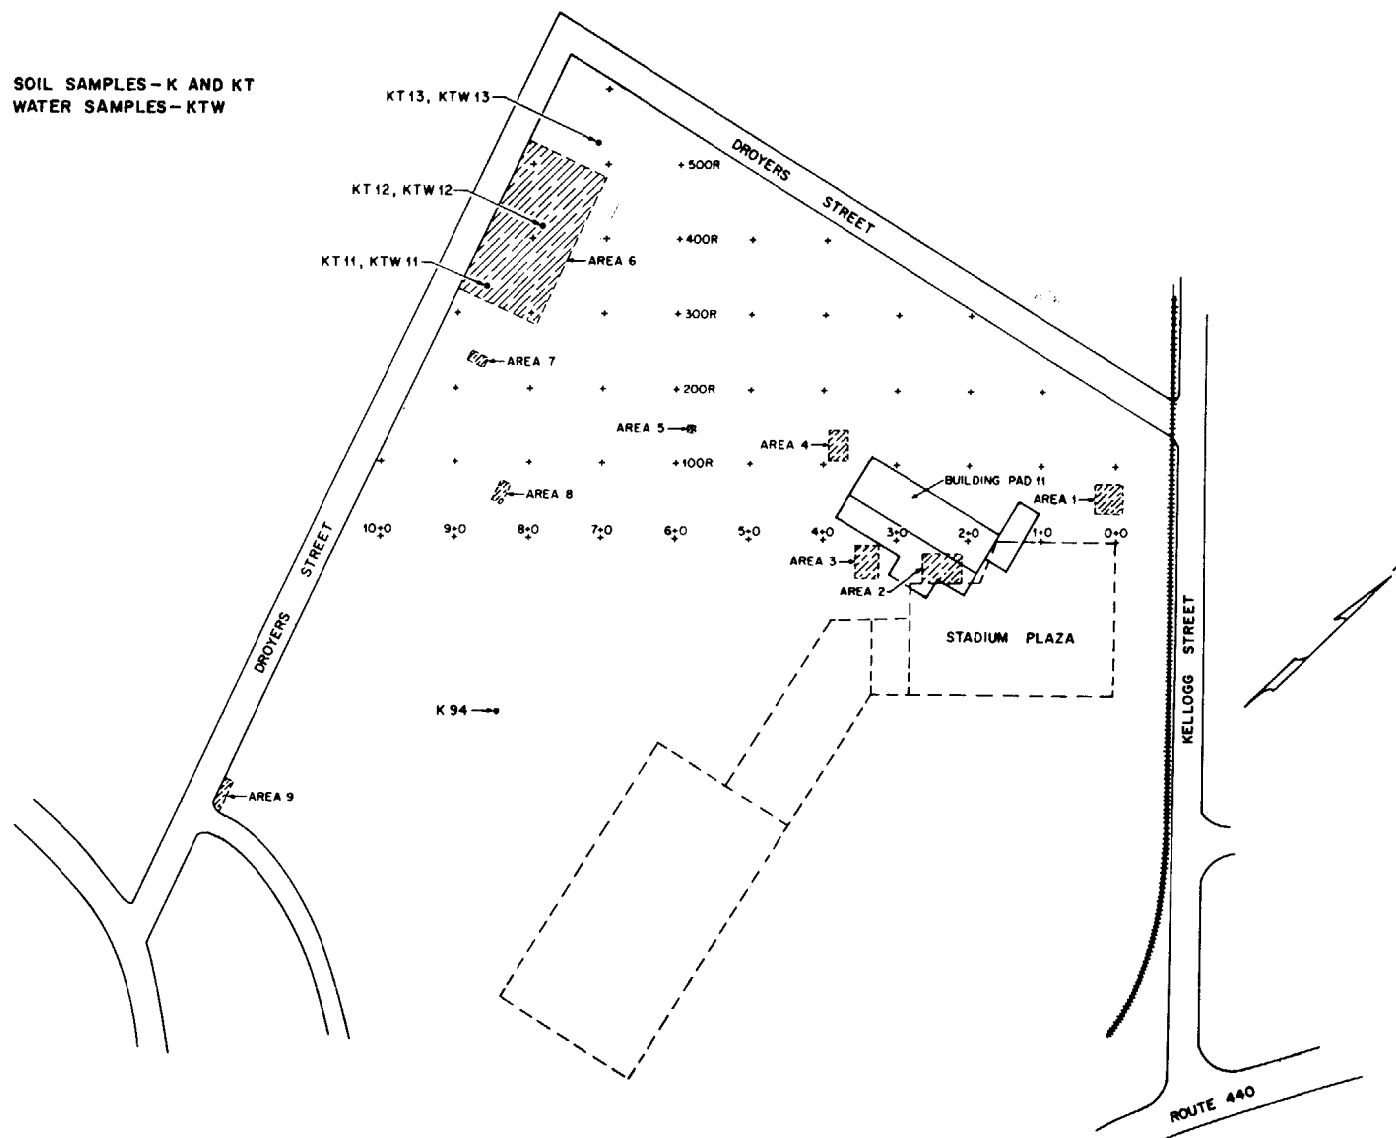 SOIL SAMPLES-K AND KT
WATER SAMPLES-KTW
KT13, KTW13
DROYERS STREET
+500R
KT12, KTW12
+400R
KT11, KTW11
AREA 6
+300R
AREA 7
+200R
AREA 5
AREA 4
+100R
BUILDING PAD 11
AREA 8
AREA 1
10+0 9+0 8+0 7+0 6+0 5+0 4+0 3+0 2+0 1+0 0+0
AREA 3
AREA 2
DROYERS STREET
STADIUM PLAZA
KELLOGG STREET
K 94
AREA 9
ROUTE 440